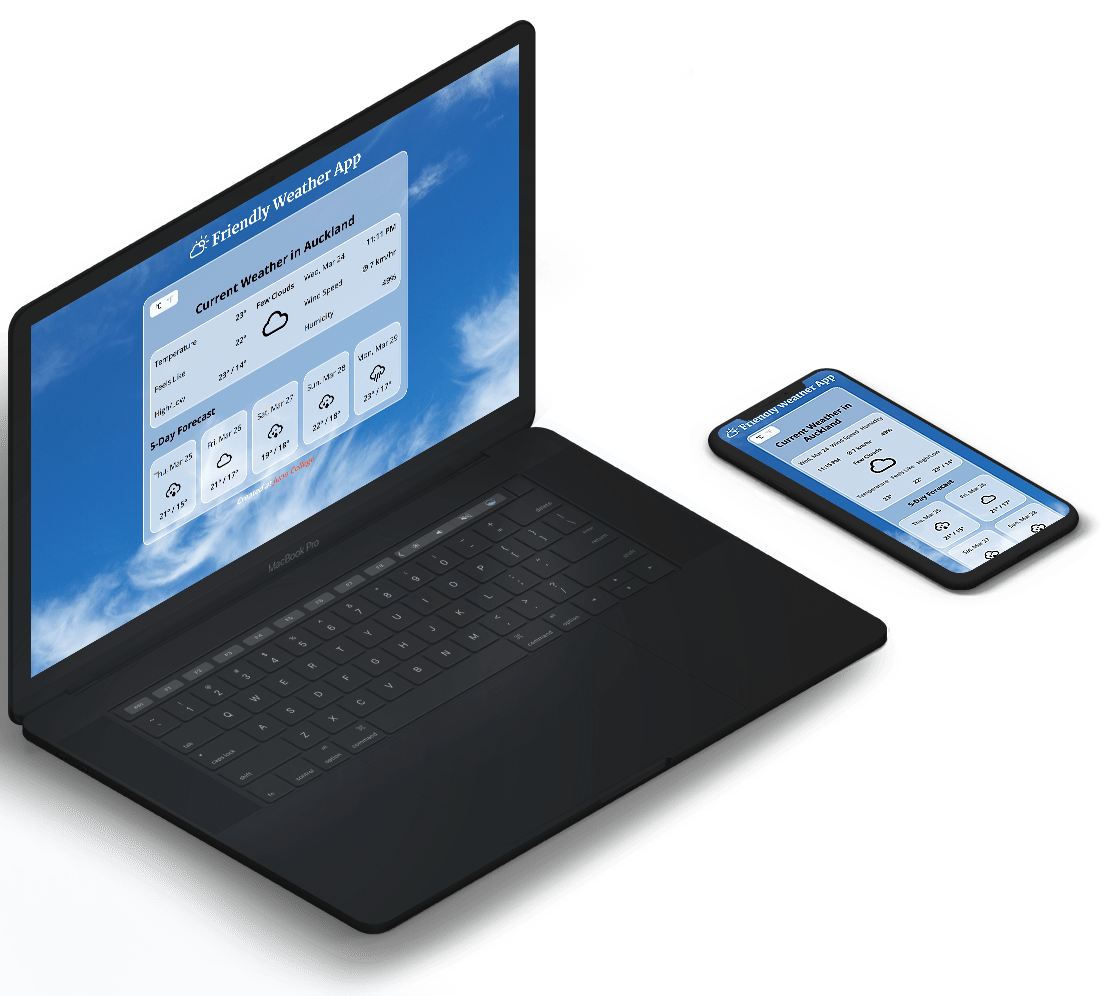 Friendly Weather App
Current Weather in Auckland
°C °F
Temperature 23°
Feels Like 22°
High/Low 23° / 14°
Few Clouds
Wed, Mar 24 11:11 PM
Wind Speed @ 7 km/hr
Humidity 49%
5-Day Forecast
Thu, Mar 25
21° / 15°
Fri, Mar 26
21° / 17°
Sat, Mar 27
19° / 18°
Sun, Mar 28
22° / 18°
Mon, Mar 29
23° / 17°
Created at
MacBook Pro
esc F1 F2 F3 F4 F5 F6 F7 F8
~ ! 1 2 3 4 5 6 7 8 9 0 - + delete
tab Q W E R T Y U I O P { [ } ]
caps lock A S D F G H J K L return
shift Z X C V B N M < > ? / shift
fn control option command command option
Friendly Weather App
°C °F
Current Weather in
Auckland
Wed, Mar 24 Wind Speed Humidity
11:15 PM @ 7 km/hr 49%
Few Clouds
Temperature Feels Like High/Low
23° 22° 23° / 14°
5-Day Forecast
Thu, Mar 25
21° / 15°
Fri, Mar 26
21° / 17°
Sat, Mar 27
Sun, Mar 28